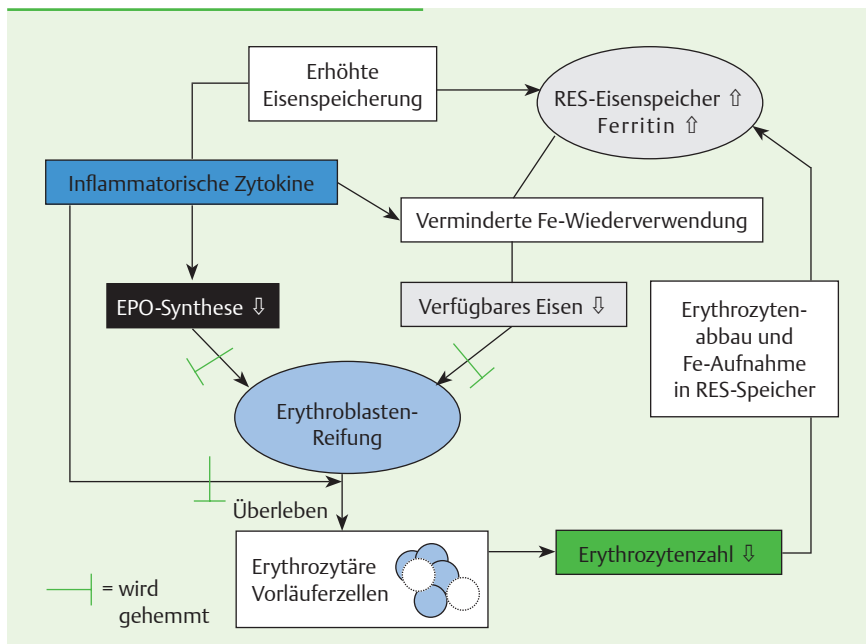 Erhöhte
Eisenspeicherung
RES-Eisenspeicher ⇧
Ferritin ⇧
Inflammatorische Zytokine
Verminderte Fe-Wiederverwendung
EPO-Synthese ⇩
Verfügbares Eisen ⇩
Erythrozyten-
abbau und
Fe-Aufnahme
in RES-Speicher
Erythroblasten-
Reifung
Überleben
Erythrozytäre
Vorläuferzellen
Erythrozytenzahl ⇩
= wird
gehemmt